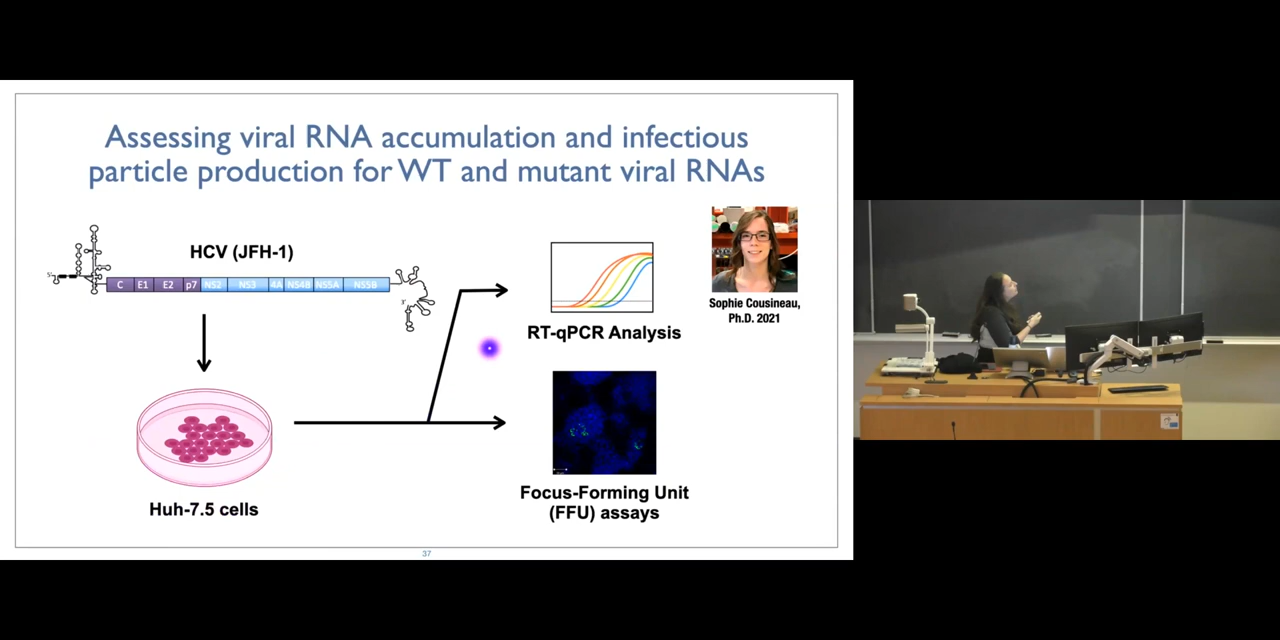 Assessing viral RNA accumulation and infectious
particle production for WT and mutant viral RNAs
HCV (JFH-1)
5'
C E1 E2 p7 NS2 NS3 4A NS4B NS5A NS5B
3'
Sophie Cousineau,
Ph.D. 2021
RT-qPCR Analysis
Huh-7.5 cells
Focus-Forming Unit
(FFU) assays
37